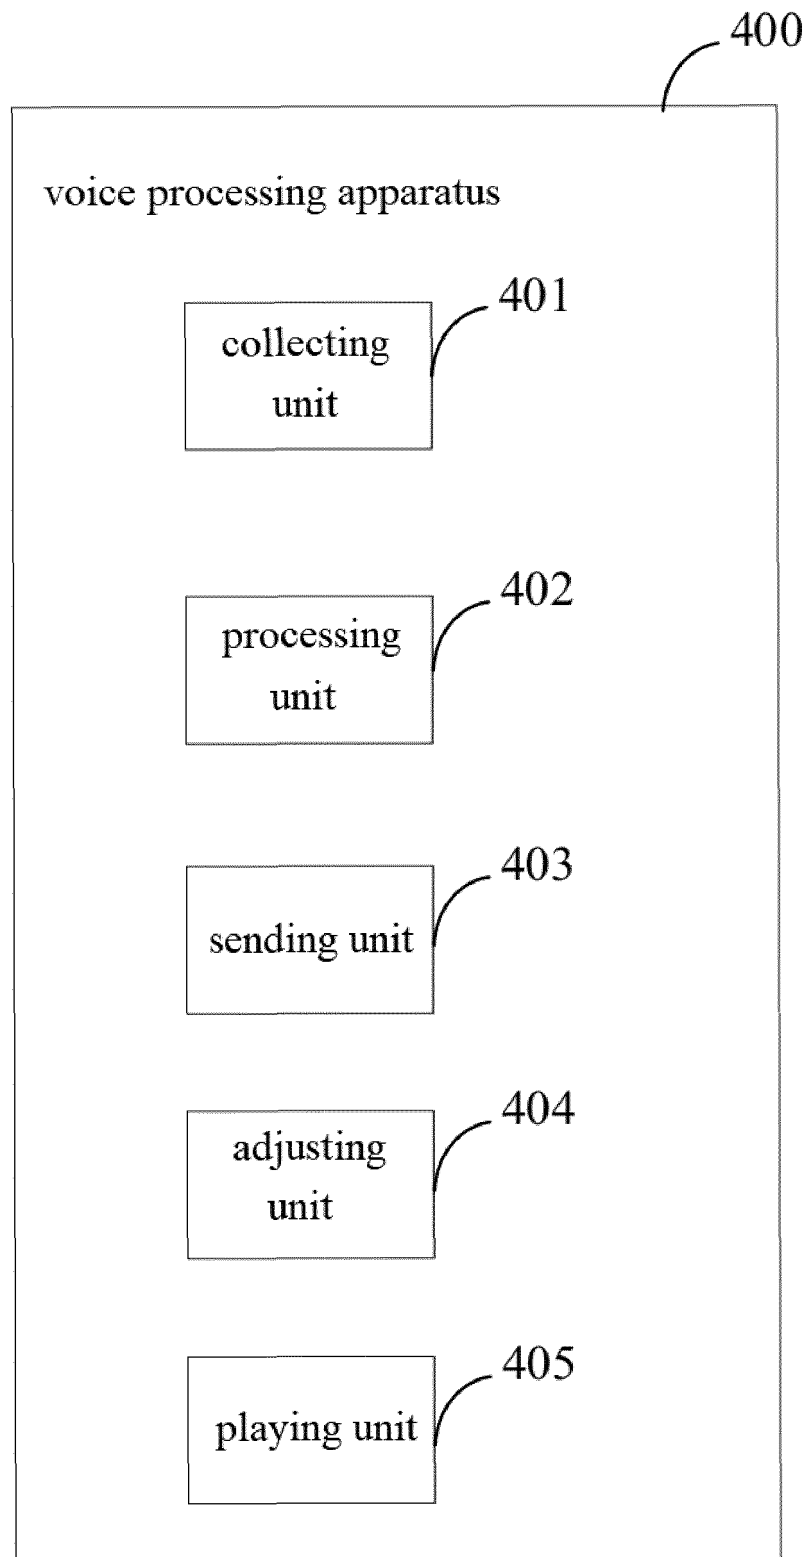 400
voice processing apparatus
401
collecting
unit
402
processing
unit
403
sending unit
404
adjusting
unit
405
playing unit